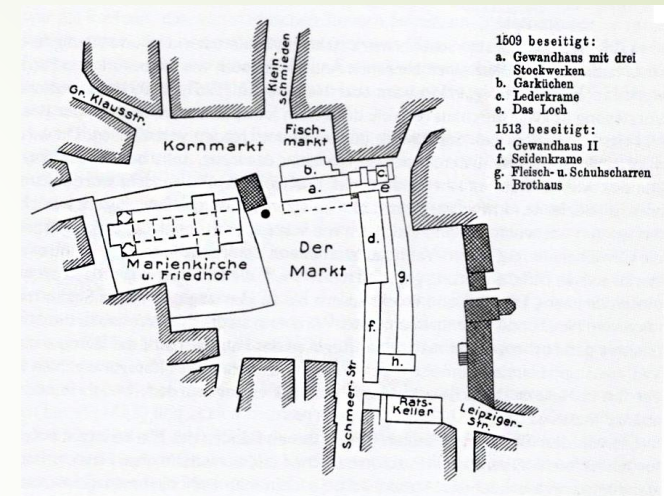 1509 beseitigt:
a. Gewandhaus mit drei
Stockwerken
b. Garküchen
c. Lederkrame
e. Das Loch
1513 beseitigt:
d. Gewandhaus II
f. Seidenkrame
g. Fleisch- u. Schuhscharren
h. Brothaus
Klein-
schmieden
Gr. Klausstr.
Fisch-
markt
Kornmarkt
b.
c.
a.
e
Der
Markt
d.
g.
Marienkirche
u. Friedhof
f.
h.
Schmeer-Str.
Rats-
Keller
Leipziger-
Str.